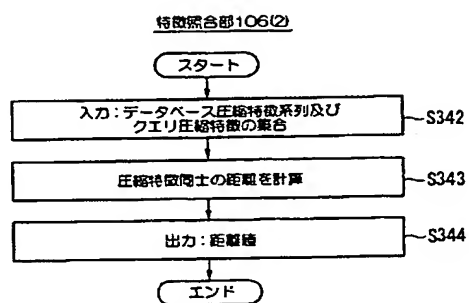 特徴照合部106(2)
スタート
入力：データベース圧縮特徴系列及び
クエリ圧縮特徴の集合
S342
圧縮特徴同士の距離を計算
S343
出力：距離値
S344
エンド